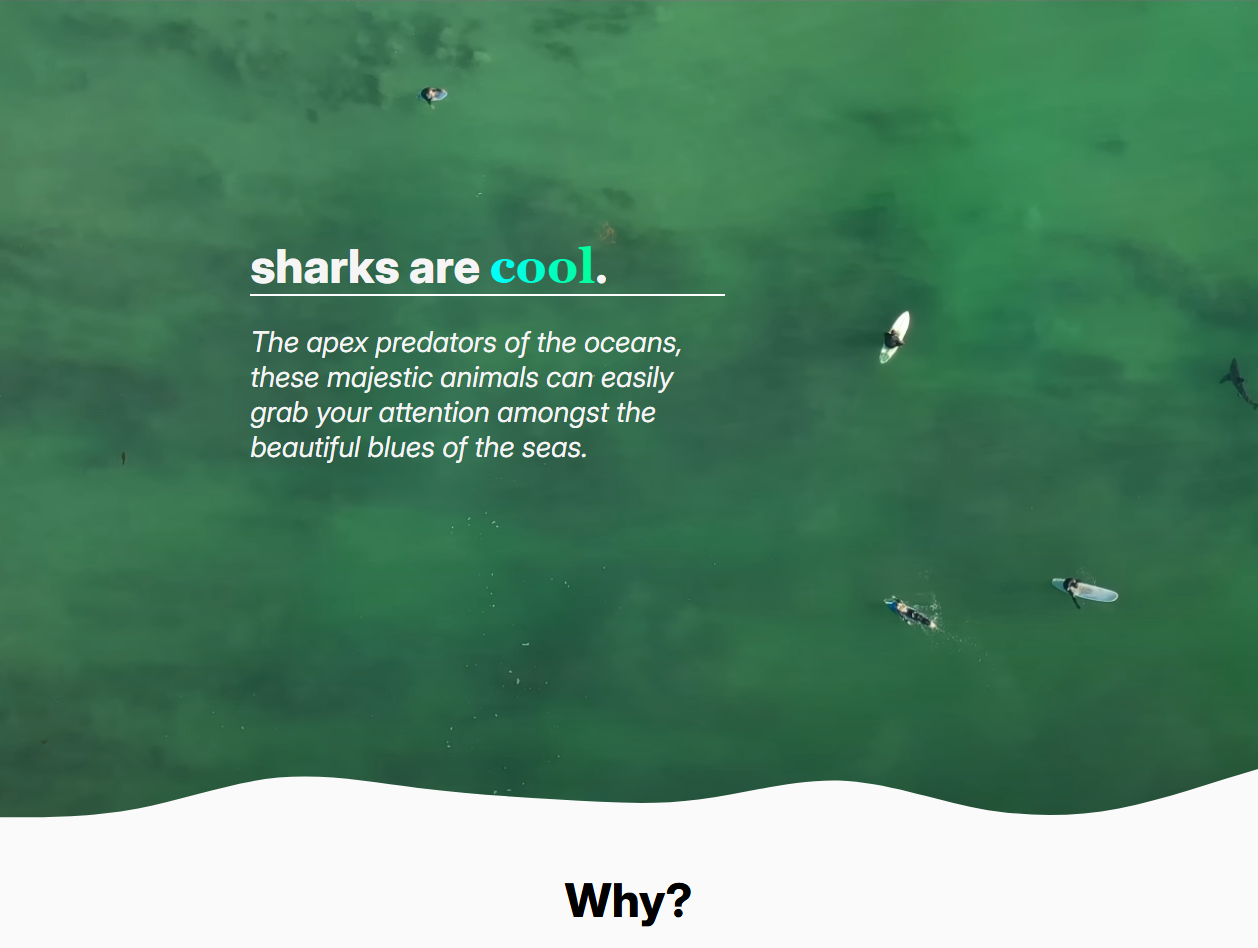 sharks are cool.
The apex predators of the oceans,
these majestic animals can easily
grab your attention amongst the
beautiful blues of the seas.
Why?